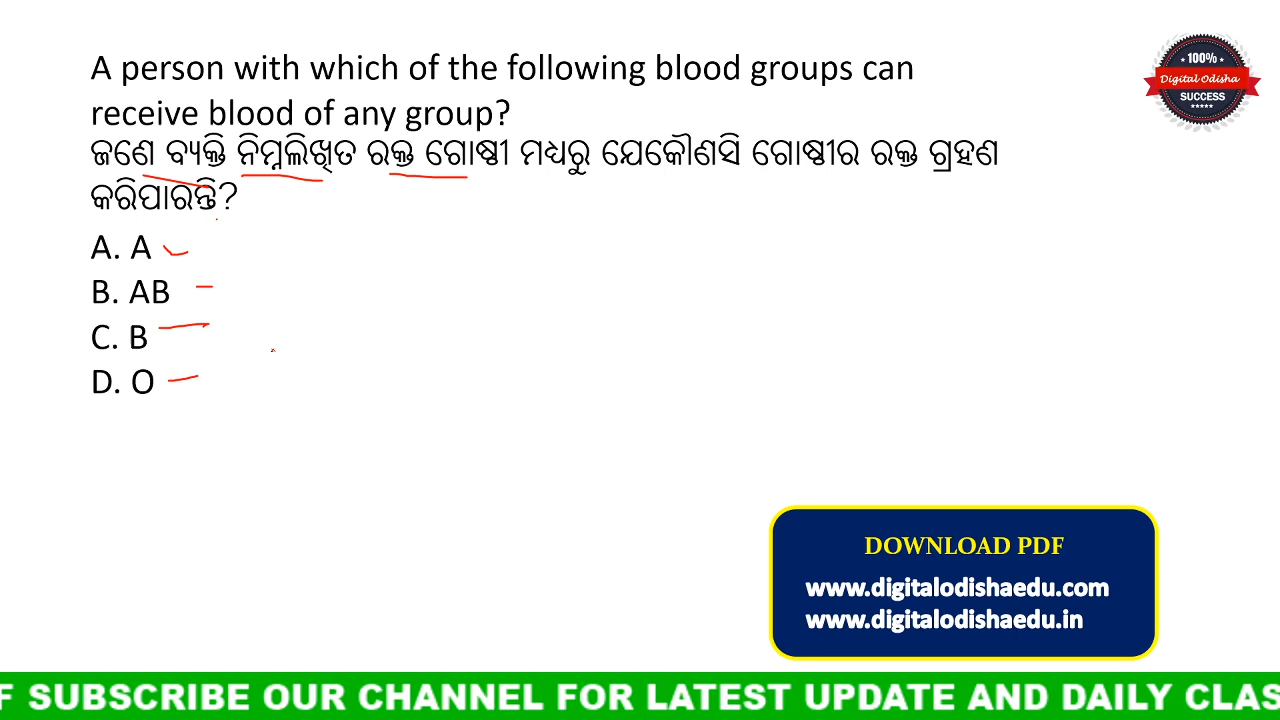 A person with which of the following blood groups can
receive blood of any group?
ଜଣେ ବ୍ୟକ୍ତି ନିମ୍ନଲିଖିତ ରକ୍ତ ଗୋଷ୍ଠୀ ମଧ୍ୟରୁ ଯେକୌଣସି ଗୋଷ୍ଠୀର ରକ୍ତ ଗ୍ରହଣ
କରିପାରନ୍ତି?
A. A
B. AB
C. B
D. O
100%
Digital Odisha
SUCCESS
DOWNLOAD PDF
www.digitalodishaedu.com
www.digitalodishaedu.in
F SUBSCRIBE OUR CHANNEL FOR LATEST UPDATE AND DAILY CLAS